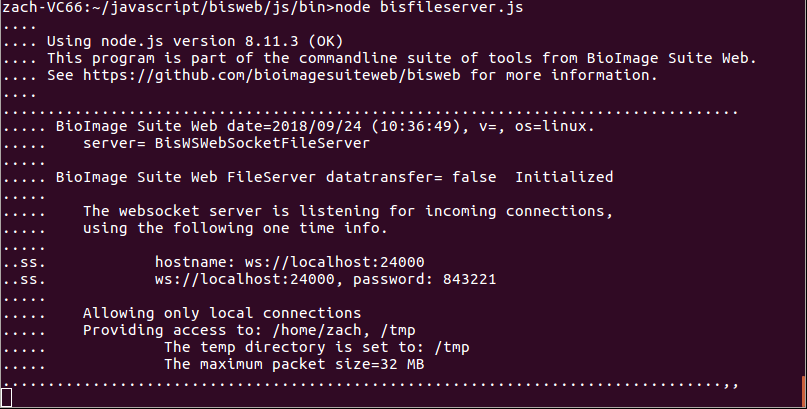 zach-VC66:~/javascript/bisweb/js/bin>node bisfileserver.js
....
.... Using node.js version 8.11.3 (OK)
.... This program is part of the commandline suite of tools from BioImage Suite Web.
.... See https://github.com/bioimagesuiteweb/bisweb for more information.
....
..................................................................................
..... BioImage Suite Web date=2018/09/24 (10:36:49), v=, os=linux.
.....    server= BisWSWebSocketFileServer
.....
..... BioImage Suite Web FileServer datatransfer= false  Initialized
.....
.....    The websocket server is listening for incoming connections,
.....    using the following one time info.
.....
..ss.            hostname: ws://localhost:24000
..ss.            ws://localhost:24000, password: 843221
.....
.....    Allowing only local connections
.....    Providing access to: /home/zach, /tmp
.....             The temp directory is set to: /tmp
.....             The maximum packet size=32 MB
................................................................................,,